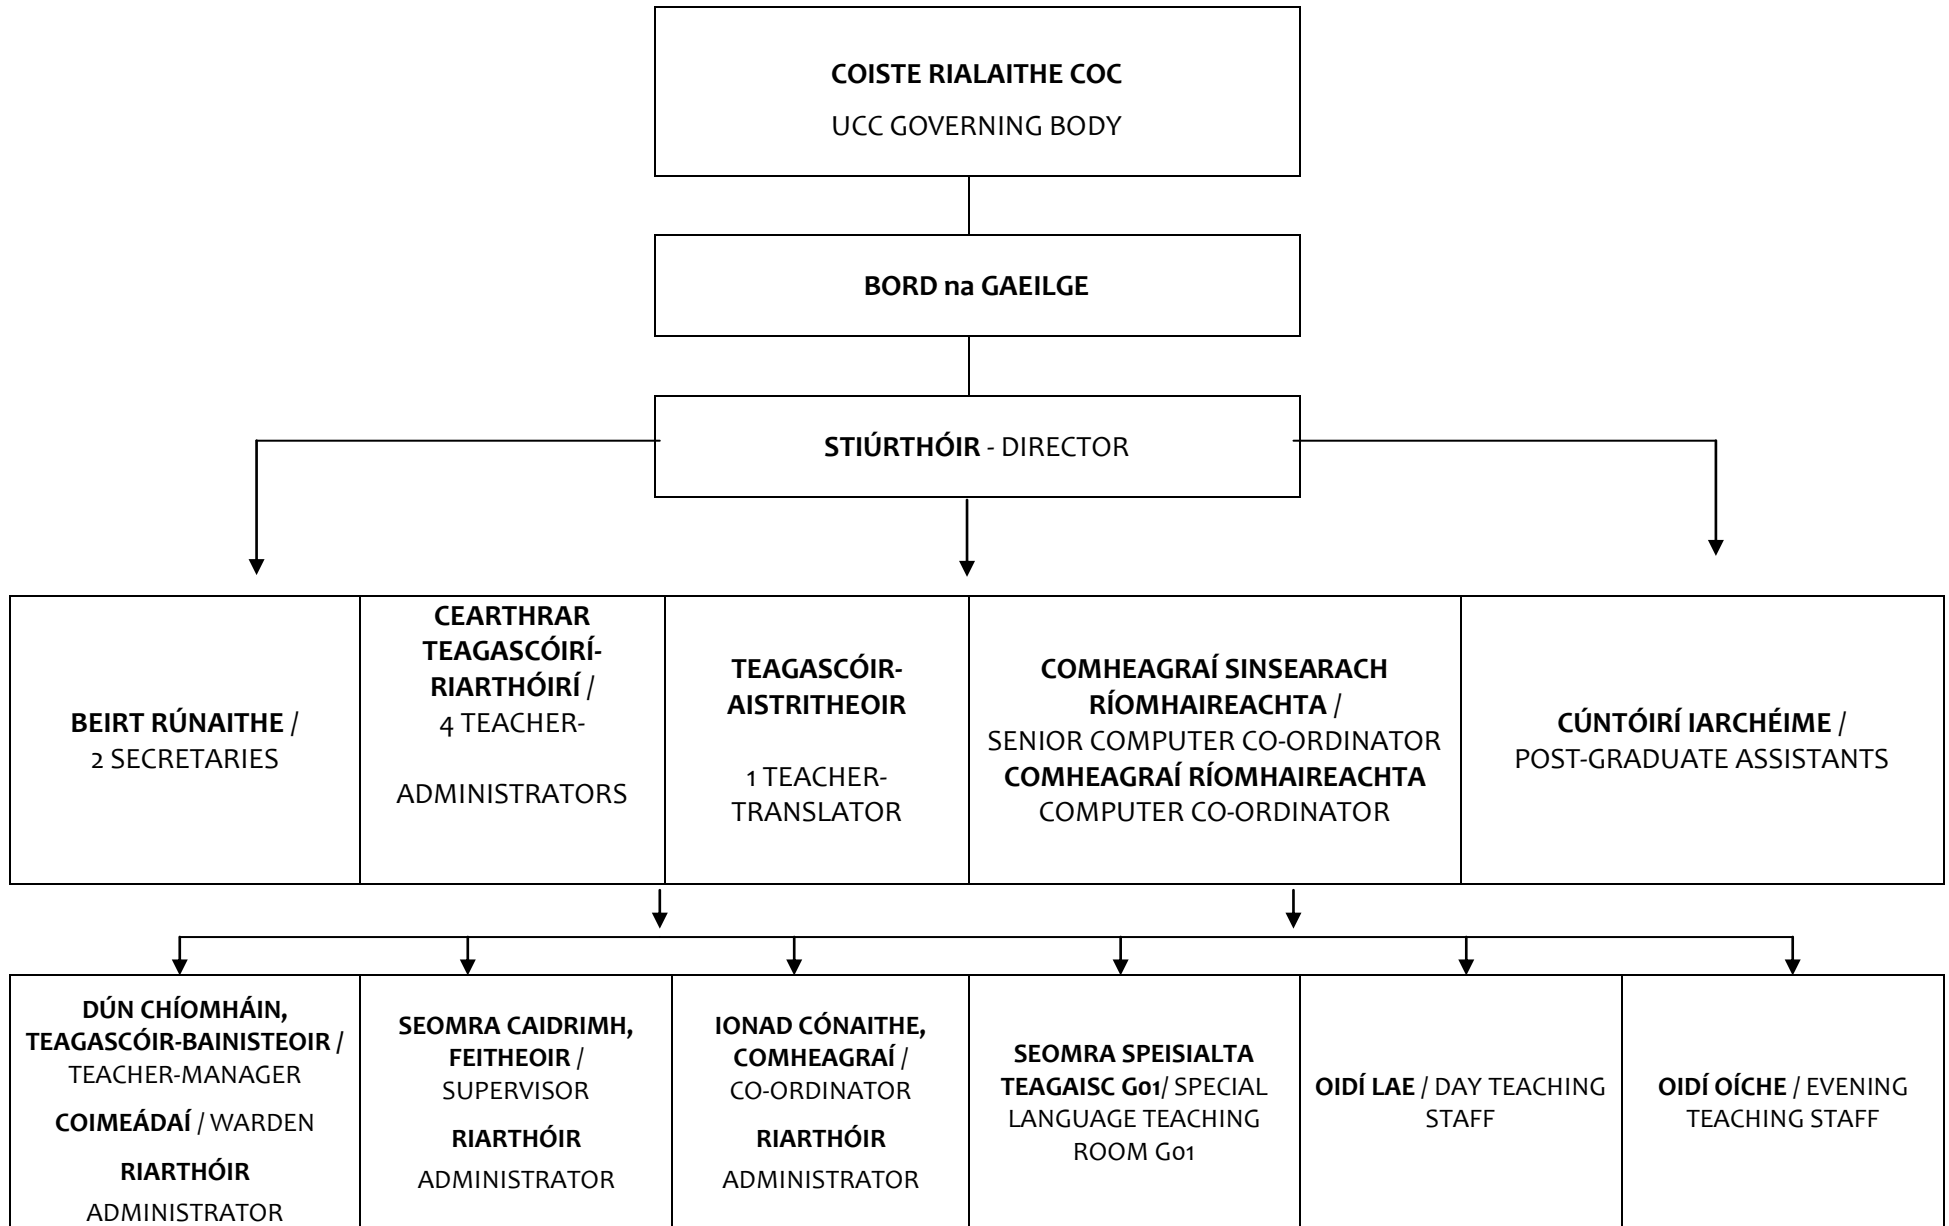 COISTE RIALAITHE COC
UCC GOVERNING BODY
BORD na GAEILGE
STIÚRTHÓIR - DIRECTOR
BEIRT RÚNAITHE /
2 SECRETARIES
CEARTHRAR
TEAGASCÓIRÍ-
RIARTHÓIRÍ /
4 TEACHER-
ADMINISTRATORS
TEAGASCÓIR-
AISTRITHEOIR
1 TEACHER-
TRANSLATOR
COMHEAGRAÍ SINSEARACH
RÍOMHAIREACHTA /
SENIOR COMPUTER CO-ORDINATOR
COMHEAGRAÍ RÍOMHAIREACHTA
COMPUTER CO-ORDINATOR
CÚNTÓIRÍ IARCHÉIME /
POST-GRADUATE ASSISTANTS
DÚN CHÍOMHÁIN,
TEAGASCÓIR-BAINISTEOIR /
TEACHER-MANAGER
COIMEÁDAÍ / WARDEN
RIARTHÓIR
ADMINISTRATOR
SEOMRA CAIDRIMH,
FEITHEOIR /
SUPERVISOR
RIARTHÓIR
ADMINISTRATOR
IONAD CÓNAITHE,
COMHEAGRAÍ /
CO-ORDINATOR
RIARTHÓIR
ADMINISTRATOR
SEOMRA SPEISIALTA
TEAGAISC G01/ SPECIAL
LANGUAGE TEACHING
ROOM G01
OIDÍ LAE / DAY TEACHING
STAFF
OIDÍ OÍCHE / EVENING
TEACHING STAFF